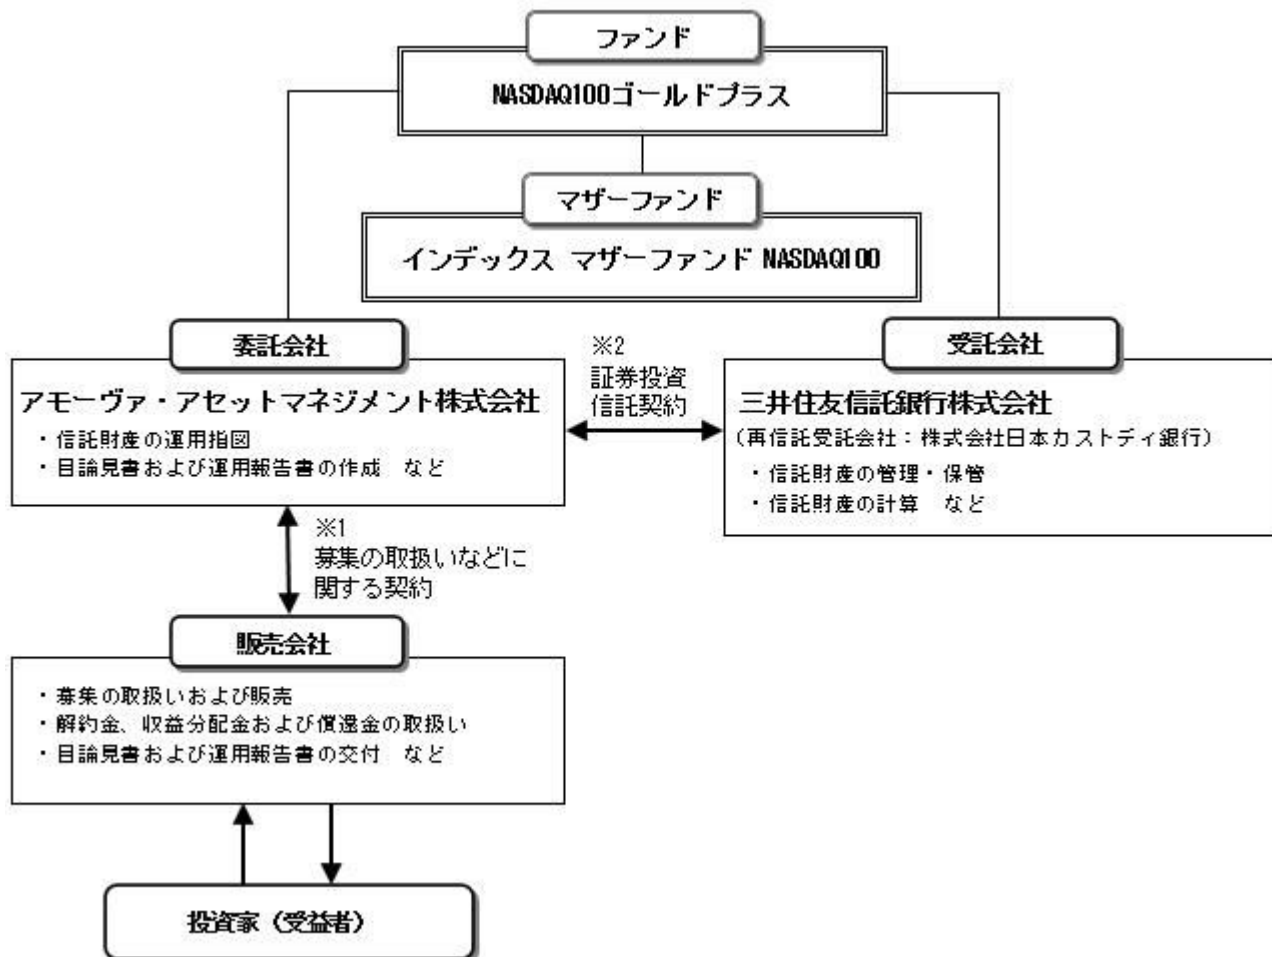 ファンド
NASDAQ100ゴールドプラス
マザーファンド
インデックス マザーファンド NASDAQ100
委託会社
アモーヴァ・アセットマネジメント株式会社
・信託財産の運用指図
・目論見書および運用報告書の作成 など
※2
証券投資
信託契約
受託会社
三井住友信託銀行株式会社
(再信託受託会社:株式会社日本カストディ銀行)
・信託財産の管理・保管
・信託財産の計算 など
※1
募集の取扱いなどに
関する契約
販売会社
・募集の取扱いおよび販売
・解約金、収益分配金および償還金の取扱い
・目論見書および運用報告書の交付 など
投資家(受益者)